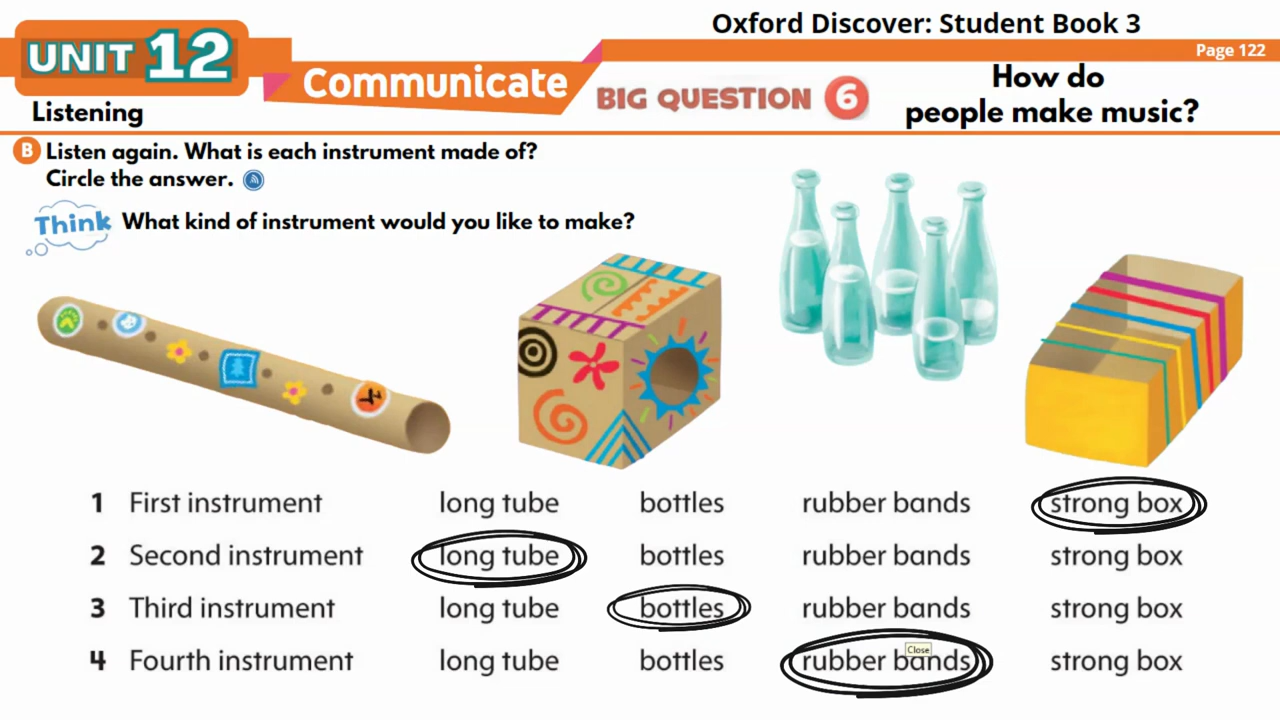 Oxford Discover: Student Book 3
UNIT 12
Page 122
Communicate
BIG QUESTION 6
How do
people make music?
Listening
B Listen again. What is each instrument made of?
Circle the answer.
Think What kind of instrument would you like to make?
1 First instrument long tube bottles rubber bands strong box
2 Second instrument long tube bottles rubber bands strong box
3 Third instrument long tube bottles rubber bands strong box
Close
4 Fourth instrument long tube bottles rubber bands strong box